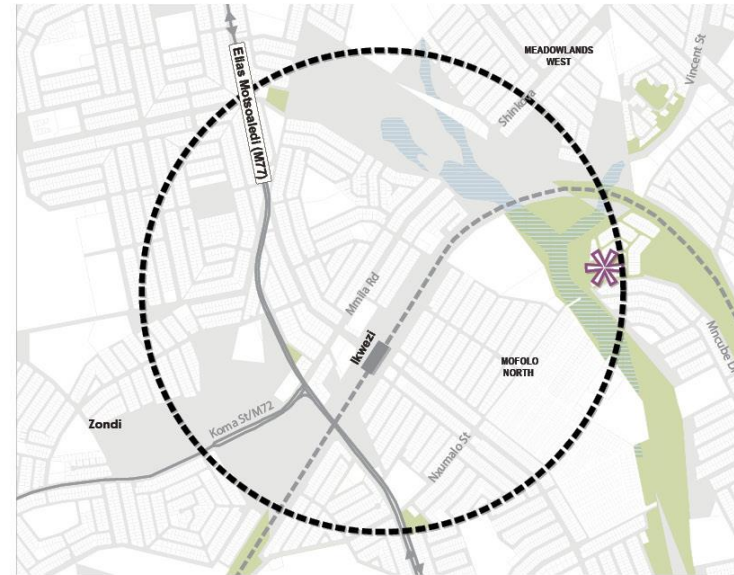 MEADOWLANDS
WEST
Vincent St
Shinkona
Elias Motsoaledi (M77)
Mmila Rd
Ikwezi
Mncube D
MOFOLO
NORTH
Zondi
Koma St/M72
Nxumalo St